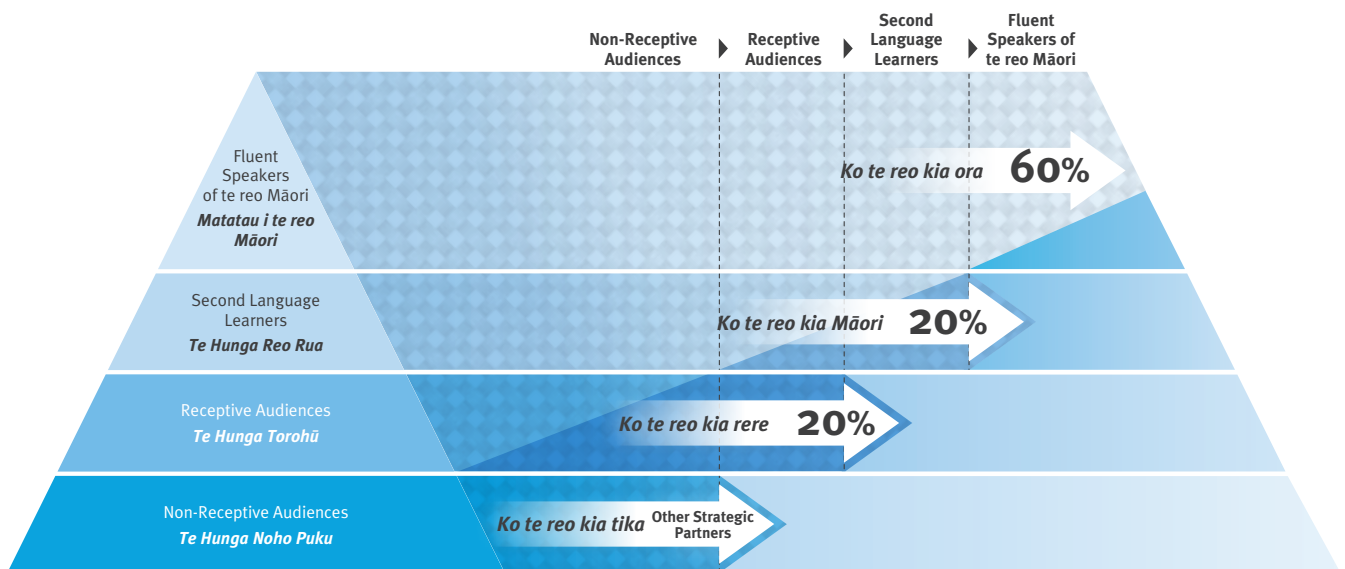 Non-Receptive
Audiences
Receptive
Audiences
Second
Language
Learners
Fluent
Speakers of
te reo Māori
Fluent
Speakers
of te reo Māori
Matatau i te reo
Māori
Ko te reo kia ora 60%
Second Language
Learners
Te Hunga Reo Rua
Ko te reo kia Māori 20%
Receptive Audiences
Te Hunga Torohū
Ko te reo kia rere 20%
Non-Receptive Audiences
Te Hunga Noho Puku
Ko te reo kia tika
Other Strategic
Partners